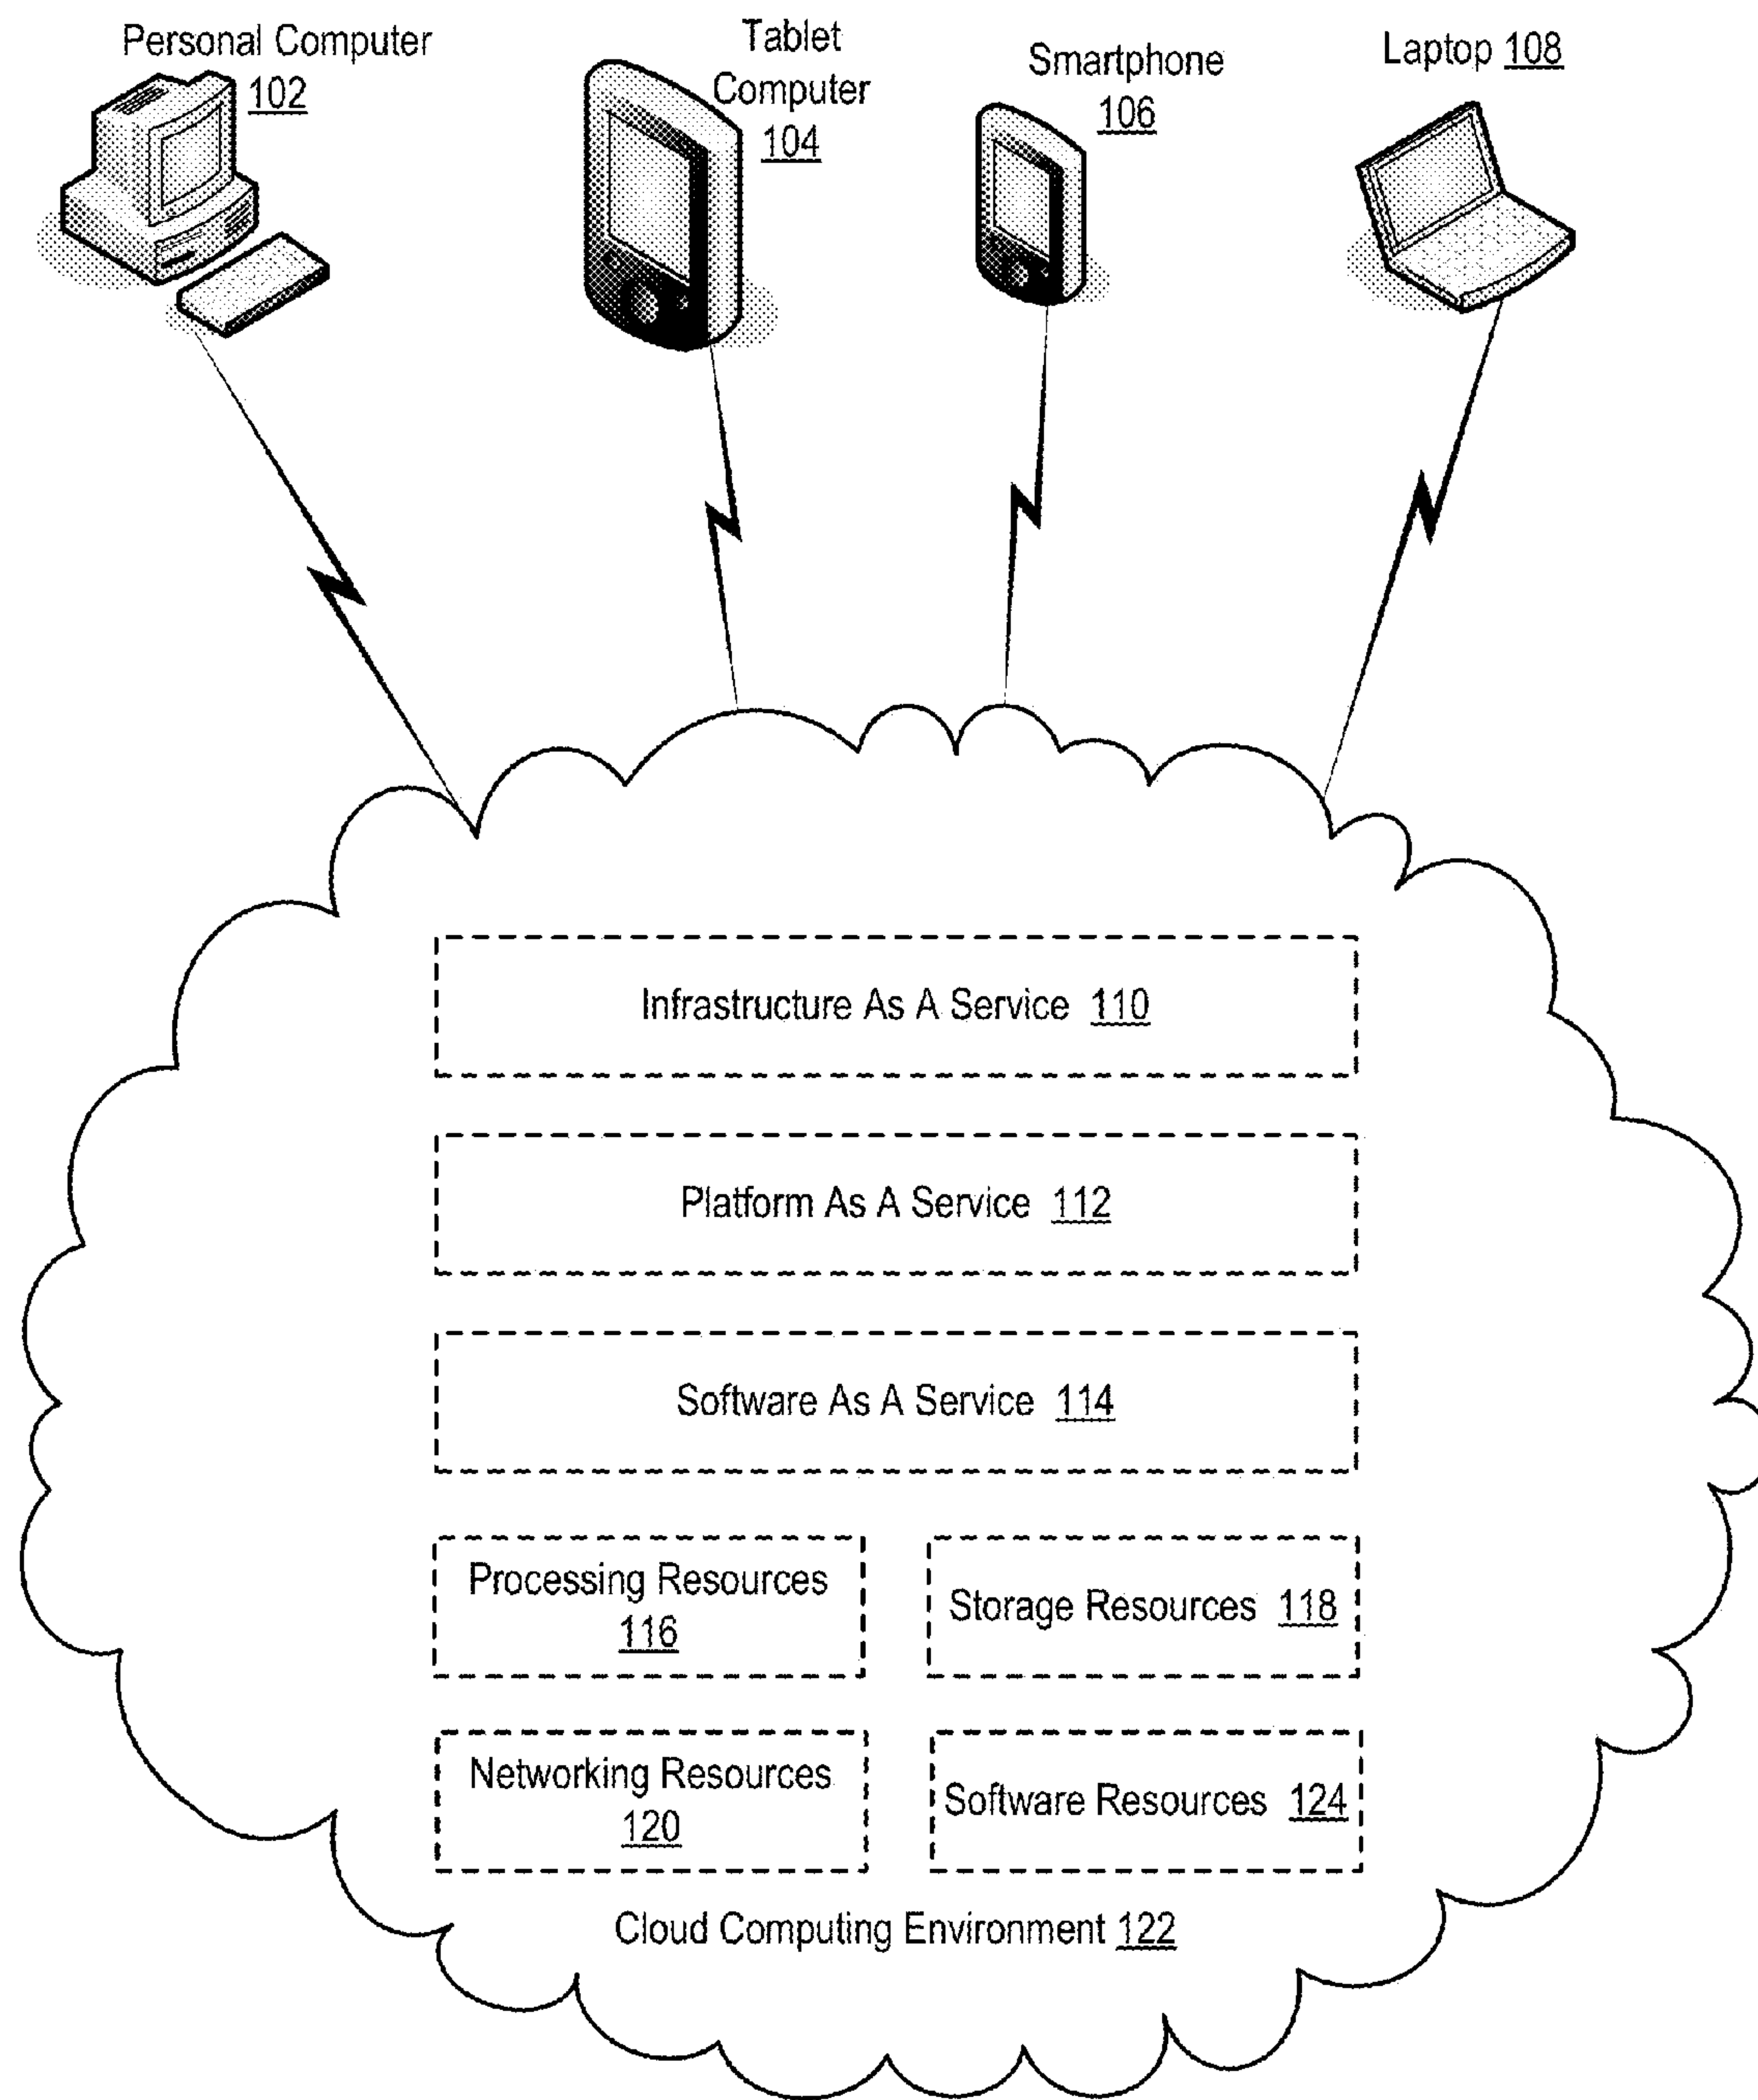 Personal Computer
102
Tablet
Computer
104
Smartphone
106
Laptop 108
Infrastructure As A Service 110
Platform As A Service 112
Software As A Service 114
Processing Resources
116
Storage Resources 118
Networking Resources
120
Software Resources 124
Cloud Computing Environment 122